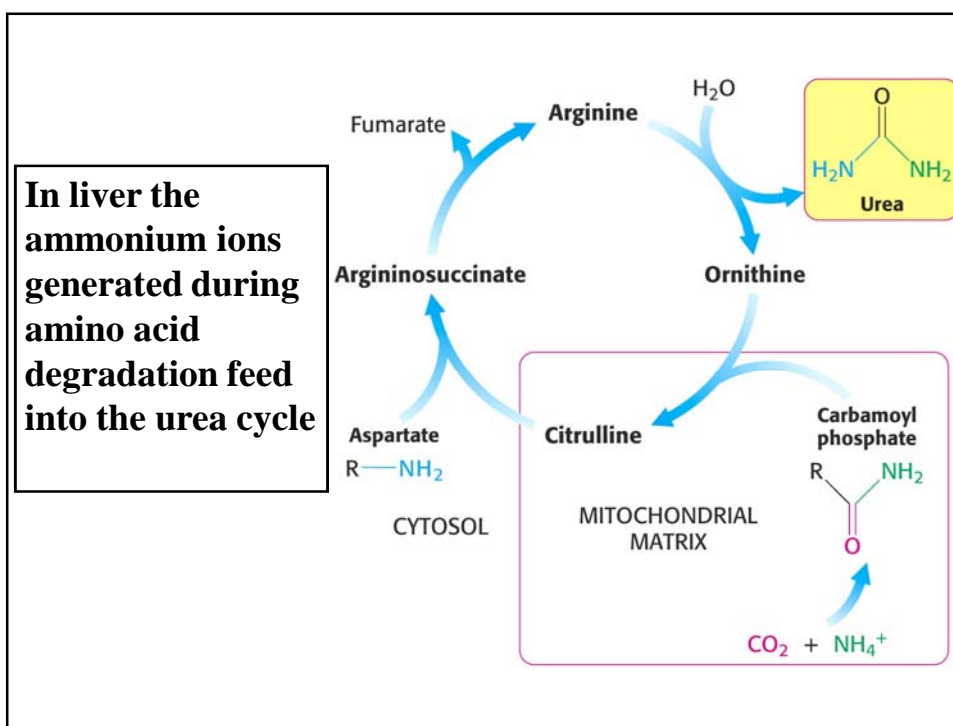 In liver the
ammonium ions
generated during
amino acid
degradation feed
into the urea cycle
Fumarate
Arginine
H₂O
O
H₂N
NH₂
Urea
Argininosuccinate
Ornithine
Aspartate
R—NH₂
Citrulline
Carbamoyl
phosphate
R
NH₂
O
CYTOSOL
MITOCHONDRIAL
MATRIX
CO₂ + NH₄⁺